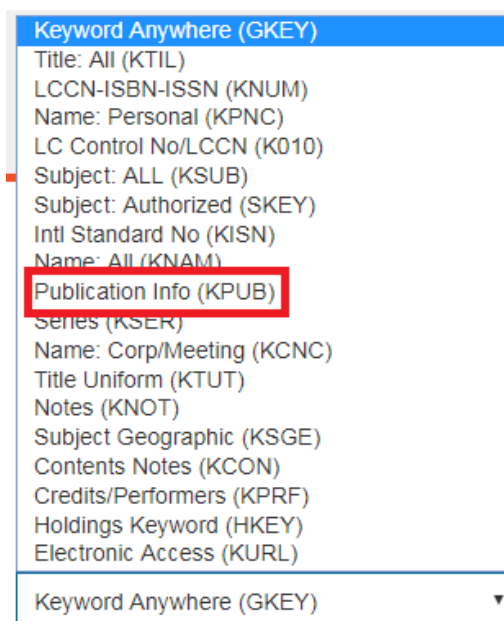 Keyword Anywhere (GKEY)
Title: All (KTIL)
LCCN-ISBN-ISSN (KNUM)
Name: Personal (KPNC)
LC Control No/LCCN (K010)
Subject: ALL (KSUB)
Subject: Authorized (SKEY)
Intl Standard No (KISN)
Name: All (KNAM)
Publication Info (KPUB)
Series (KSER)
Name: Corp/Meeting (KCNC)
Title Uniform (KTUT)
Notes (KNOT)
Subject Geographic (KSGE)
Contents Notes (KCON)
Credits/Performers (KPRF)
Holdings Keyword (HKEY)
Electronic Access (KURL)
Keyword Anywhere (GKEY)